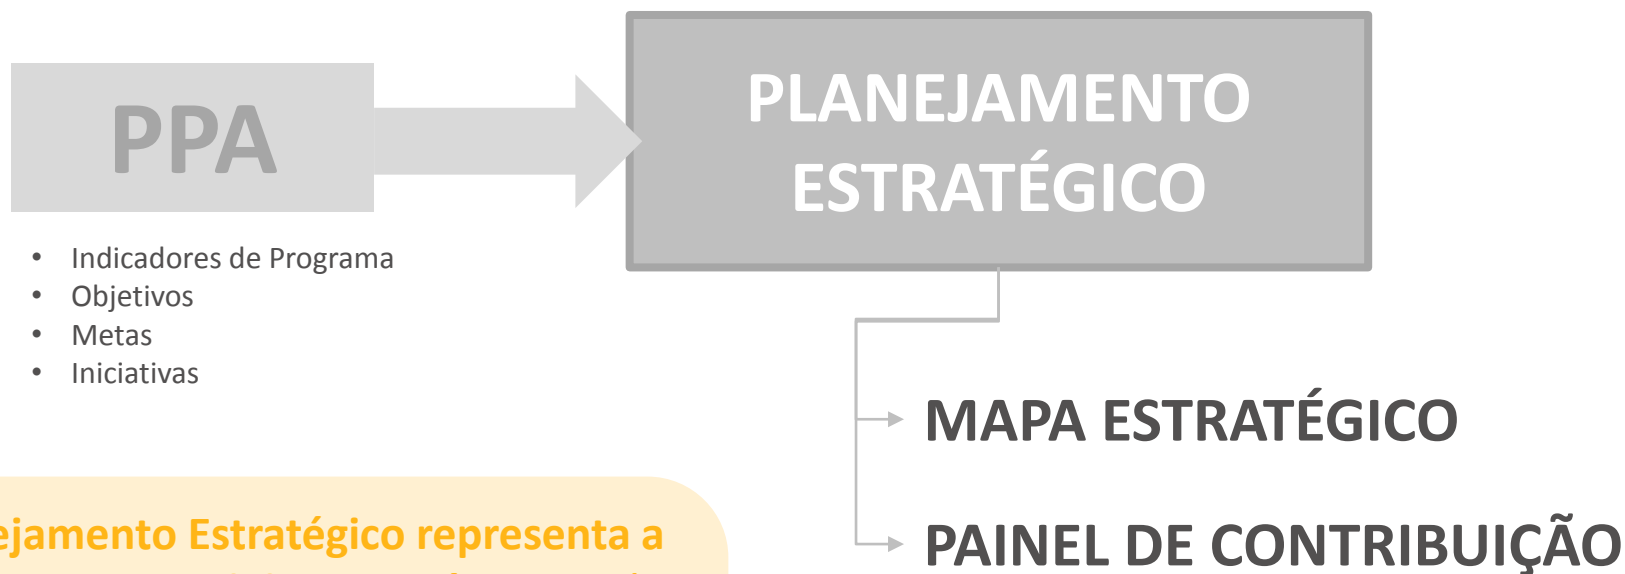 PPA
PLANEJAMENTO
ESTRATÉGICO
• Indicadores de Programa
• Objetivos
• Metas
• Iniciativas
MAPA ESTRATÉGICO
PAINEL DE CONTRIBUIÇÃO
ejamento Estratégico representa a